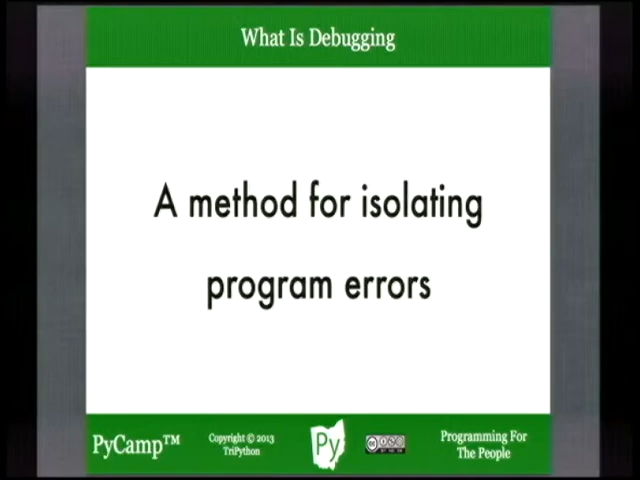 What Is Debugging
A method for isolating
program errors
PyCamp™
Copyright © 2013
TriPython
Py
Programming For
The People